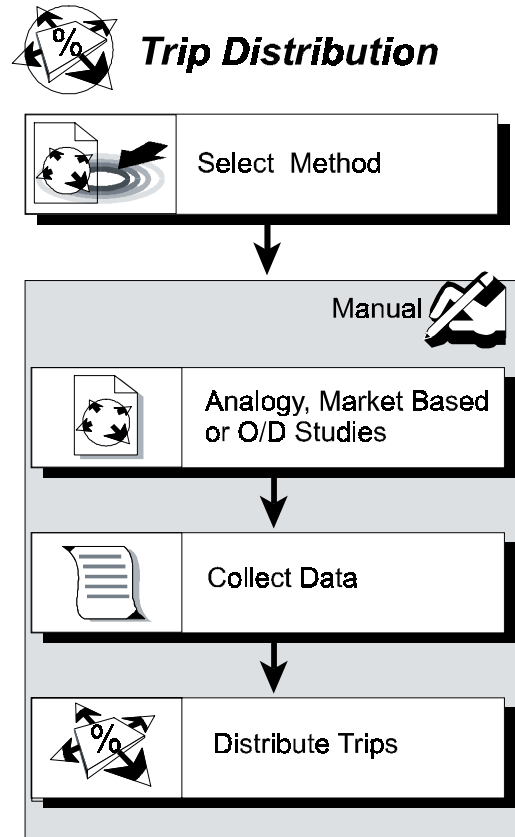 %
Trip Distribution
Select Method
Manual
Analogy, Market Based
or O/D Studies
Collect Data
%
Distribute Trips